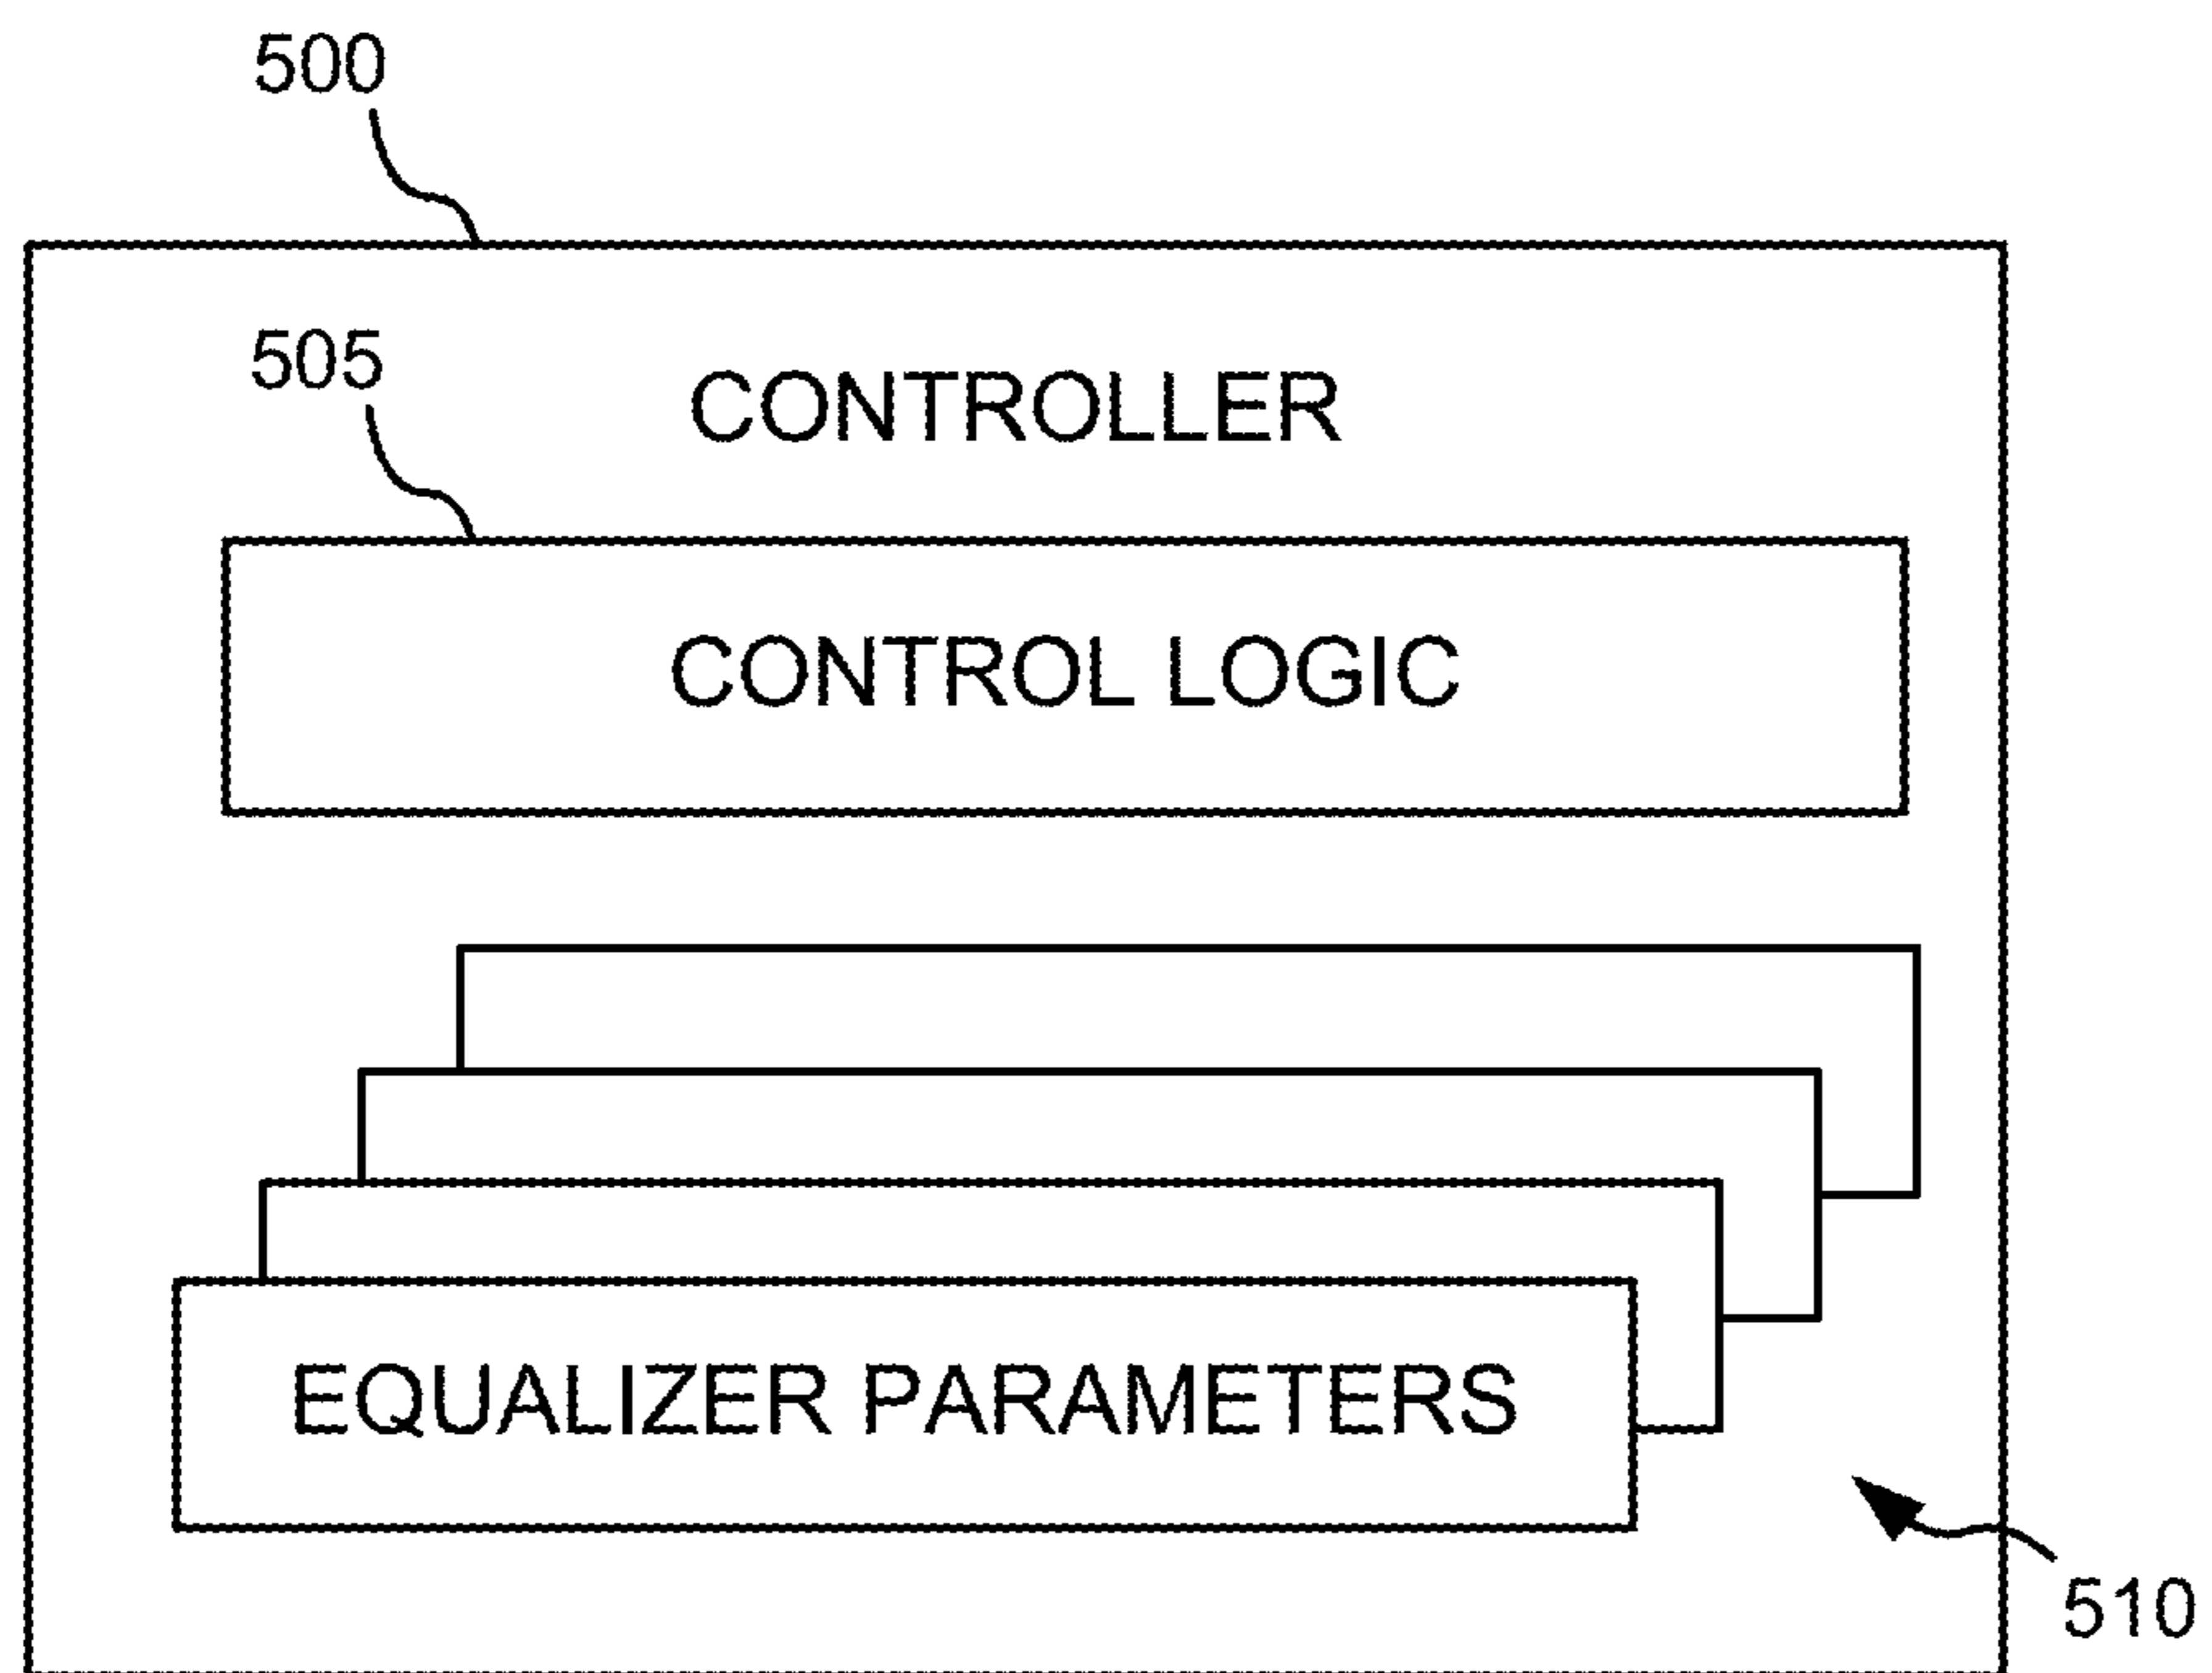 500
505
CONTROLLER
CONTROL LOGIC
EQUALIZER PARAMETERS
510